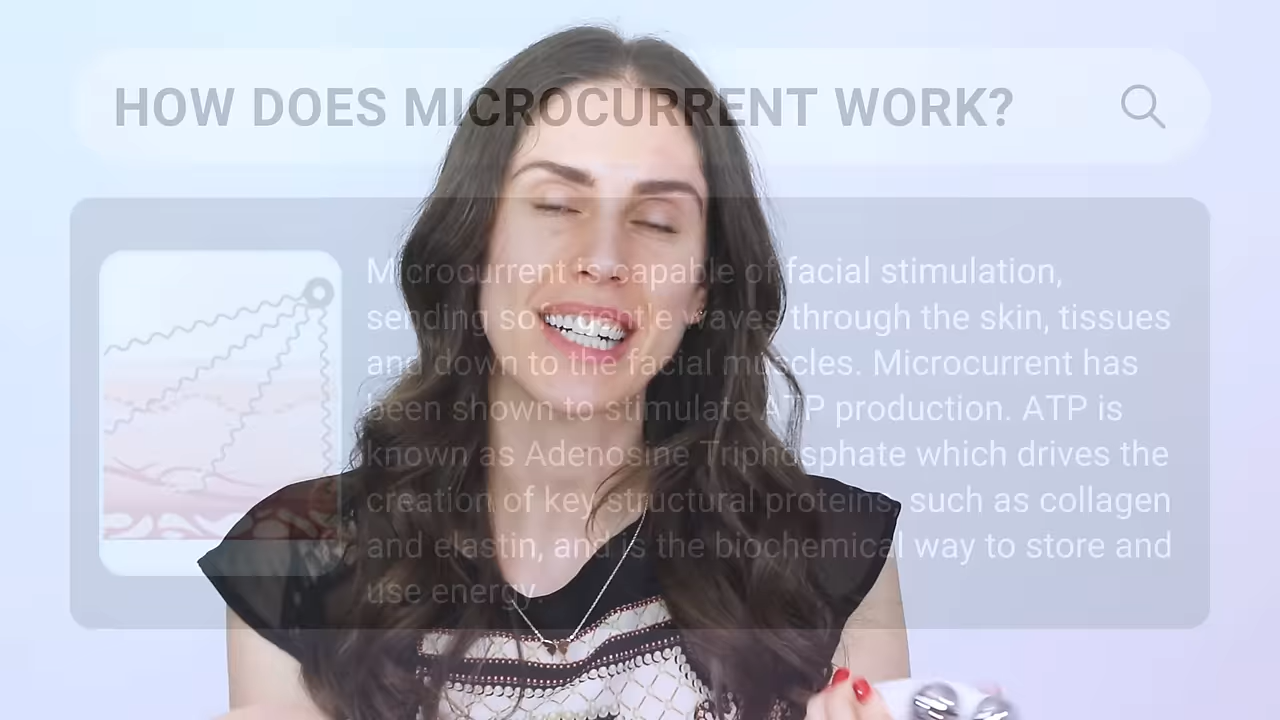 HOW DOES MICROCURRENT WORK?
Microcurrent is capable of facial stimulation,
sending soft, wave through the skin, tissues
and down to the facial muscles. Microcurrent has
been shown to stimulate ATP production. ATP is
known as Adenosine Triphosphate which drives the
creation of key structural proteins, such as collagen
and elastin, and is the biochemical way to store and
use energy.